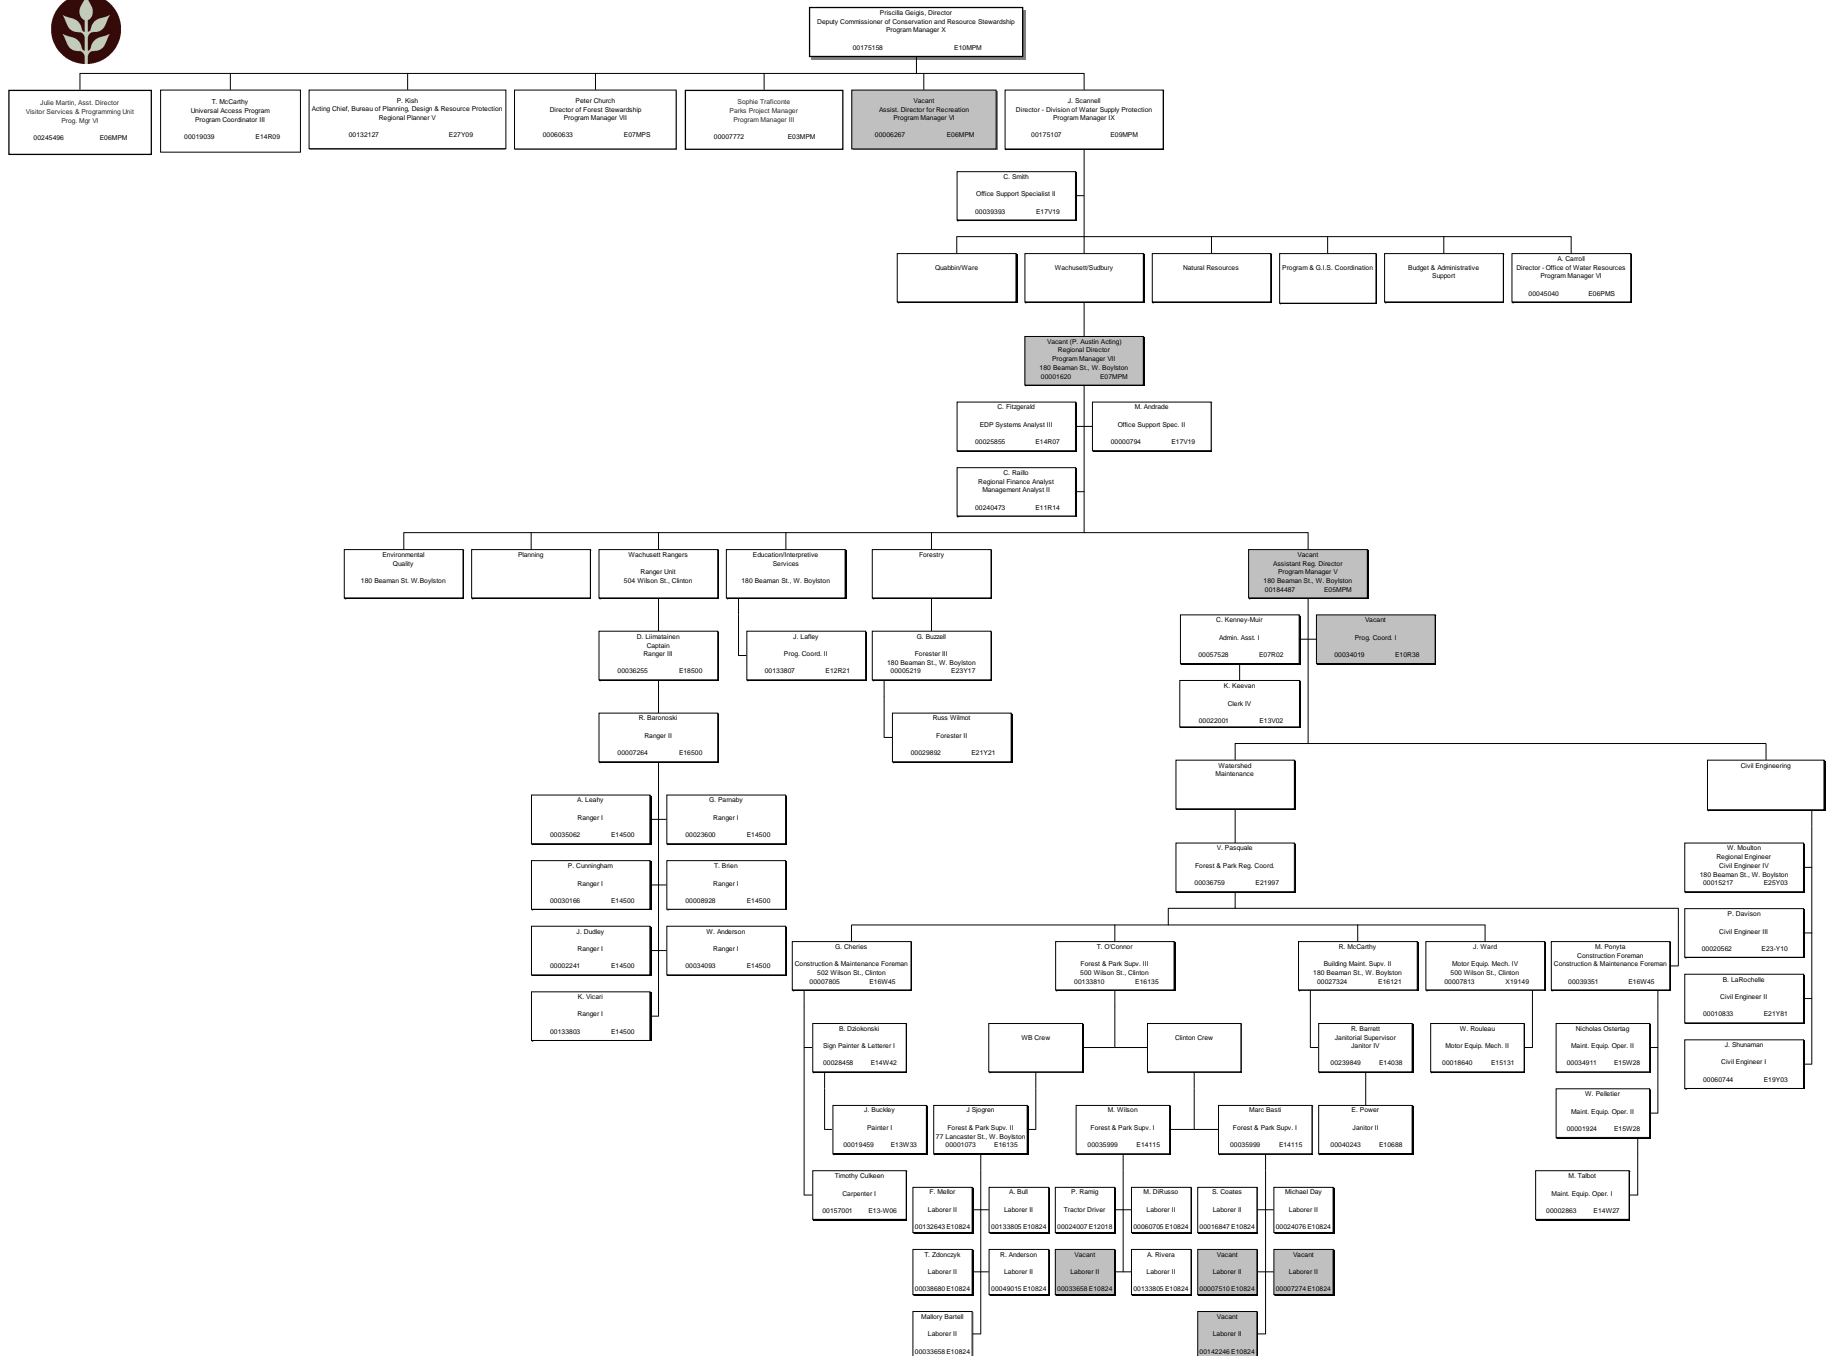 Priscilla Geigis, Director
Deputy Commissioner of Conservation and Resource Stewardship
Program Manager X
00175158 E10MPM
Julie Martin, Asst. Director
Visitor Services & Programming Unit
Prog. Mgr VI
00245496 E06MPM
T. McCarthy
Universal Access Program
Program Coordinator III
00019039 E14R09
P. Kish
Acting Chief, Bureau of Planning, Design & Resource Protection
Regional Planner V
00132127 E27Y09
Peter Church
Director of Forest Stewardship
Program Manager VII
00060633 E07MPS
Sophie Traficonte
Parks Project Manager
Program Manager III
00007772 E03MPM
Vacant
Assist. Director for Recreation
Program Manager VI
00006267 E06MPM
J. Scannell
Director - Division of Water Supply Protection
Program Manager IX
00175107 E09MPM
C. Smith
Office Support Specialist II
00039393 E17V19
Quabbin/Ware
Wachusett/Sudbury
Natural Resources
Program & G.I.S. Coordination
Budget & Administrative
Support
A. Carroll
Director - Office of Water Resources
Program Manager VI
00045040 E06PMS
Vacant (P. Austin Acting)
Regional Director
Program Manager VII
180 Beaman St., W. Boylston
00001620 E07MPM
C. Fitzgerald
EDP Systems Analyst III
00025855 E14R07
M. Andrade
Office Support Spec. II
00000794 E17V19
C. Raillo
Regional Finance Analyst
Management Analyst II
00240473 E11R14
Environmental
Quality
180 Beaman St. W.Boylston
Planning
Wachusett Rangers
Ranger Unit
504 Wilson St., Clinton
Education/Interpretive
Services
180 Beaman St., W. Boylston
Forestry
Vacant
Assistant Reg. Director
Program Manager V
180 Beaman St., W. Boylston
00184487 E05MPM
D. Liimatainen
Captain
Ranger III
00036255 E18500
J. Lafley
Prog. Coord. II
00133807 E12R21
G. Buzzell
Forester III
180 Beaman St., W. Boylston
00005219 E23Y17
C. Kenney-Muir
Admin. Asst. I
00057528 E07R02
Vacant
Prog. Coord. I
00034019 E10R38
K. Keevan
Clerk IV
00022001 E13V02
R. Baronoski
Ranger II
00007264 E16500
Russ Wilmot
Forester II
00029892 E21Y21
Watershed
Maintenance
Civil Engineering
A. Leahy
Ranger I
00035062 E14500
G. Parnaby
Ranger I
00023600 E14500
P. Cunningham
Ranger I
00030166 E14500
T. Brien
Ranger I
00008928 E14500
J. Dudley
Ranger I
00002241 E14500
W. Anderson
Ranger I
00034093 E14500
K. Vicari
Ranger I
00133803 E14500
V. Pasquale
Forest & Park Reg. Coord.
00036759 E21997
W. Moulton
Regional Engineer
Civil Engineer IV
180 Beaman St., W. Boylston
00015217 E25Y03
P. Davison
Civil Engineer III
00020562 E23-Y10
B. LaRochelle
Civil Engineer II
00010833 E21Y81
J. Shunaman
Civil Engineer I
00060744 E19Y03
G. Cheries
Construction & Maintenance Foreman
502 Wilson St., Clinton
00007805 E16W45
T. O'Connor
Forest & Park Supv. III
500 Wilson St., Clinton
00133810 E16135
R. McCarthy
Building Maint. Supv. II
180 Beaman St., W. Boylston
00027324 E16121
J. Ward
Motor Equip. Mech. IV
500 Wilson St., Clinton
00007813 X19149
M. Ponyta
Construction Foreman
Construction & Maintenance Foreman
00039351 E16W45
B. Dziokonski
Sign Painter & Letterer I
00028458 E14W42
WB Crew
Clinton Crew
R. Barrett
Janitorial Supervisor
Janitor IV
00239849 E14038
W. Rouleau
Motor Equip. Mech. II
00018640 E15131
Nicholas Ostertag
Maint. Equip. Oper. II
00034911 E15W28
J. Buckley
Painter I
00019459 E13W33
J Sjogren
Forest & Park Supv. II
77 Lancaster St., W. Boylston
00001073 E16135
M. Wilson
Forest & Park Supv. I
00035999 E14115
Marc Basti
Forest & Park Supv. I
00035999 E14115
E. Power
Janitor II
00040243 E10688
W. Pelletier
Maint. Equip. Oper. II
00001924 E15W28
Timothy Culkeen
Carpenter I
00157001 E13-W06
M. Talbot
Maint. Equip. Oper. I
00002863 E14W27
F. Mellor
Laborer II
00132643 E10824
A. Bull
Laborer II
00133805 E10824
P. Ramig
Tractor Driver
00024007 E12018
M. DiRusso
Laborer II
00060705 E10824
S. Coates
Laborer II
00016847 E10824
Michael Day
Laborer II
00024076 E10824
T. Zdonczyk
Laborer II
00038680 E10824
R. Anderson
Laborer II
00049015 E10824
Vacant
Laborer II
00033658 E10824
A. Rivera
Laborer II
00133805 E10824
Vacant
Laborer II
00007510 E10824
Vacant
Laborer II
00007274 E10824
Mallory Bartell
Laborer II
00033658 E10824
Vacant
Laborer II
00142246 E10824